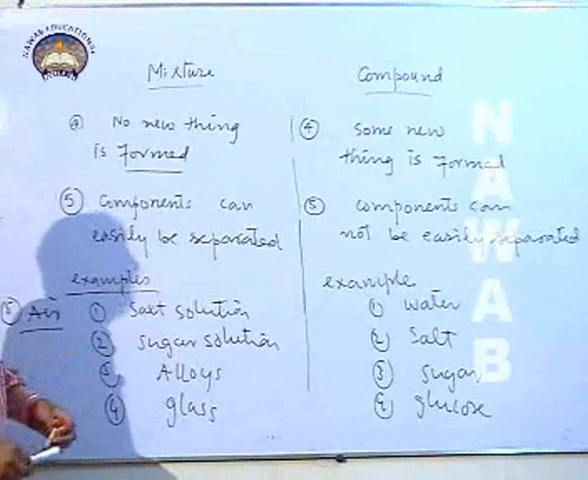 NAWAB EDUCATIONAL
Mixture
④ No new thing
is Formed
⑤ Components can
easily be separated
examples
① Salt solution
② Sugar solution
③ Alloys
④ glass
⑤ Air
Compound
④ Some new
thing is Formed
⑤ components can
not be easily separated
example
① Water
② Salt
③ Sugar
④ glucose
NAWAB